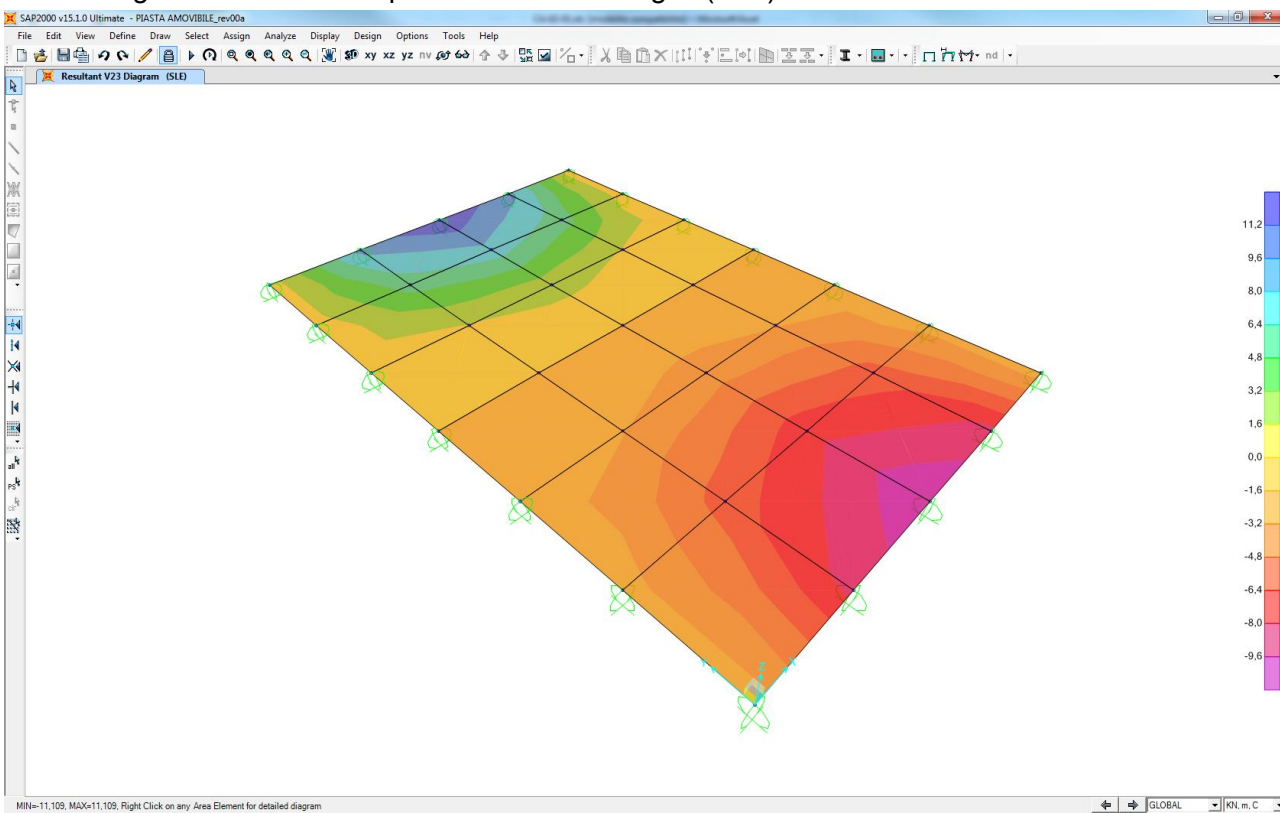 SAP2000 v15.1.0 Ultimate - PIASTA AMOVIBILE_rev00a
File Edit View Define Draw Select Assign Analyze Display Design Options Tools Help
xy xz yz nv
nd
Resultant V23 Diagram (SLE)
11,2
9,6
8,0
6,4
4,8
3,2
1,6
0,0
-1,6
-3,2
-4,8
-6,4
-8,0
-9,6
all
PS
clr
Z
X
Y
MIN=-11,109, MAX=11,109, Right Click on any Area Element for detailed diagram
GLOBAL
KN, m, C